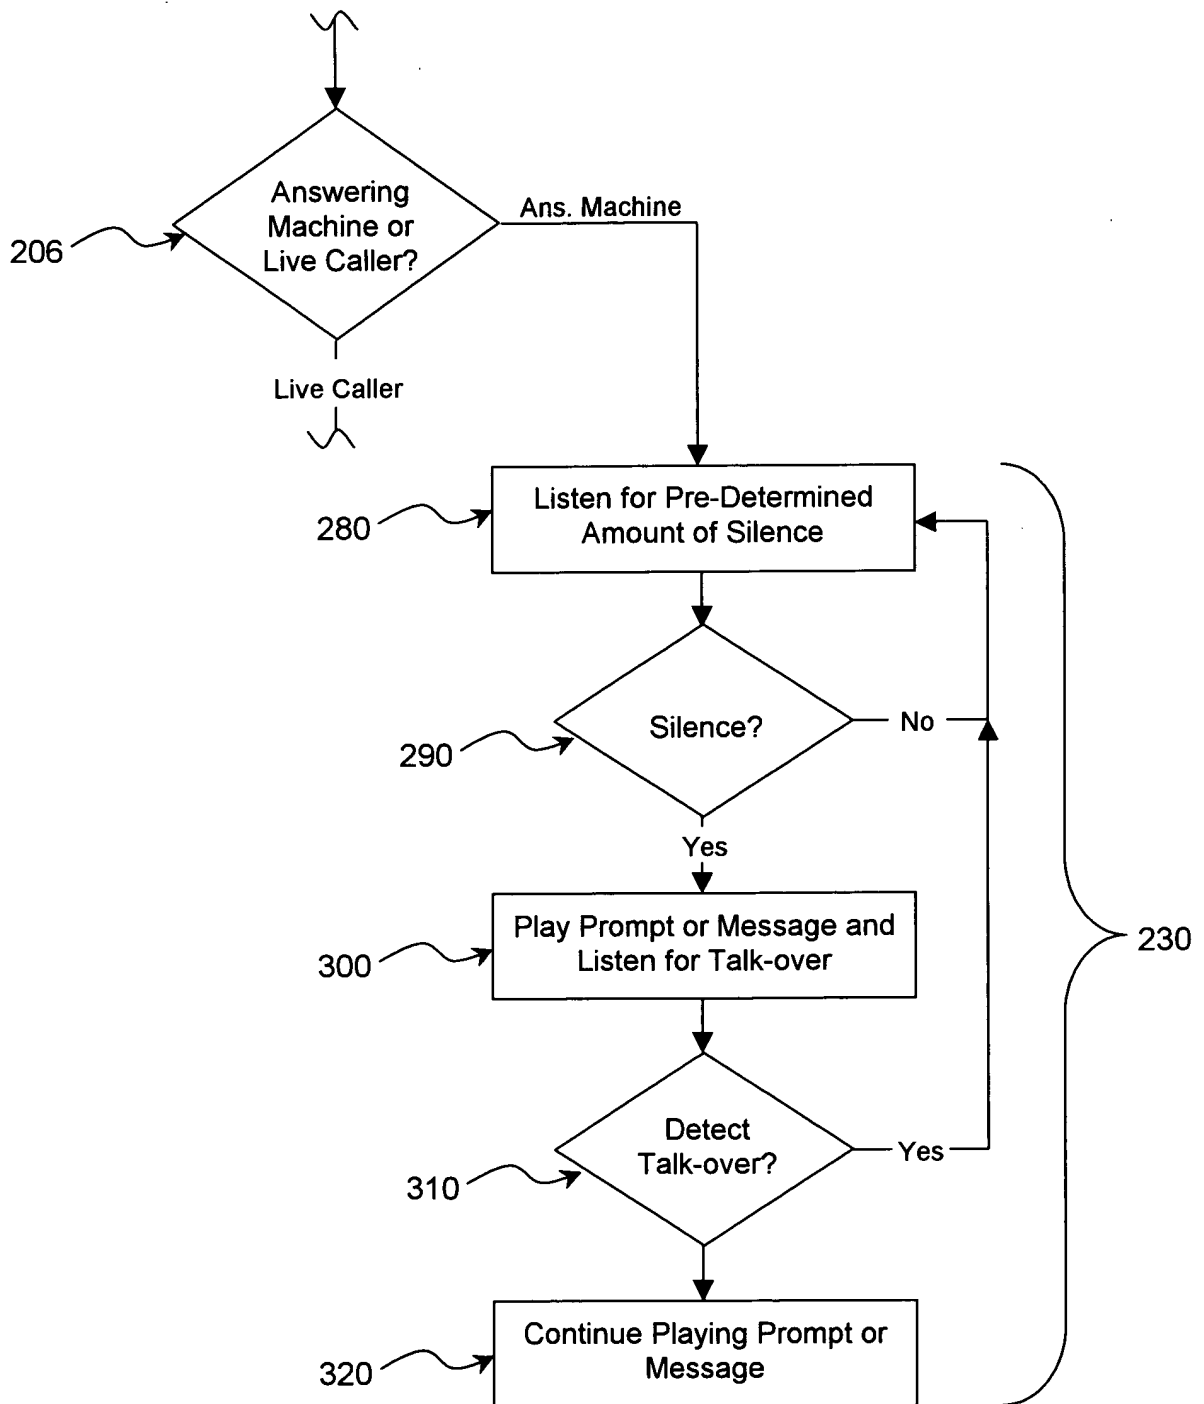 Answering
Machine or
Live Caller?
Ans. Machine
206
Live Caller
Listen for Pre-Determined
Amount of Silence
280
Silence?
No
290
Yes
Play Prompt or Message and
Listen for Talk-over
230
300
Detect
Talk-over?
Yes
310
Continue Playing Prompt or
Message
320